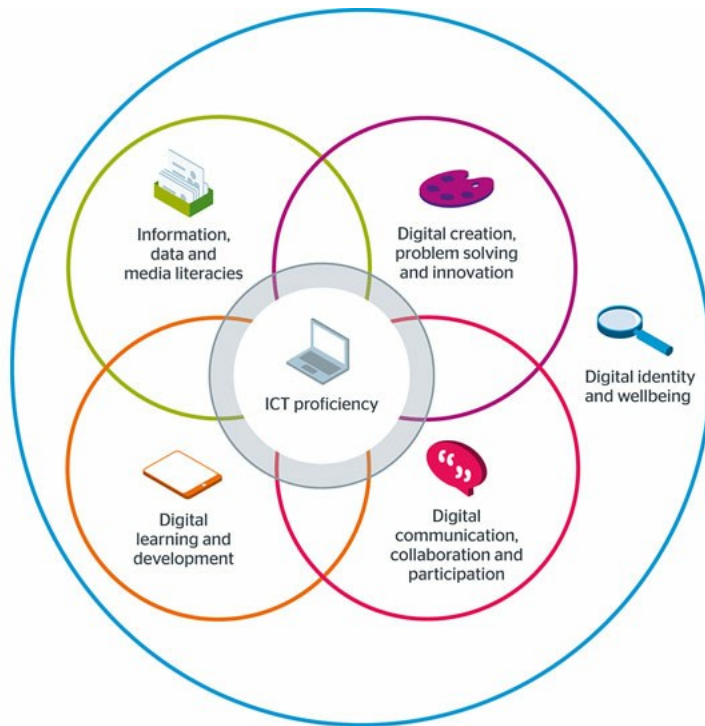 Information,
data and
media literacies
Digital creation,
problem solving
and innovation
Digital identity
and wellbeing
ICT proficiency
Digital
learning and
development
Digital
communication,
collaboration and
participation